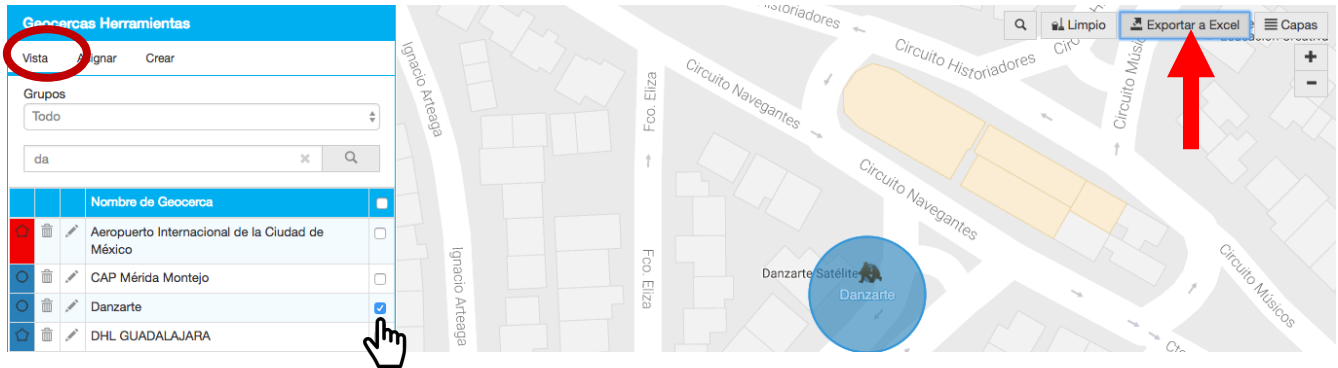 Geocercas Herramientas
Vista
Asignar
Crear
Grupos
Todo
da
Nombre de Geocerca
Aeropuerto Internacional de la Ciudad de
México
CAP Mérida Montejo
Danzarte
DHL GUADALAJARA
Limpio
Exportar a Excel
Capas
+
−
Historiadores
Circuito Historiadores
Circuito Navegantes
Circuito Navegantes
Circuito Músicos
Ignacio Arteaga
Ignacio Arteaga
Fco. Eliza
Fco. Eliza
Danzarte Satélite
Danzarte